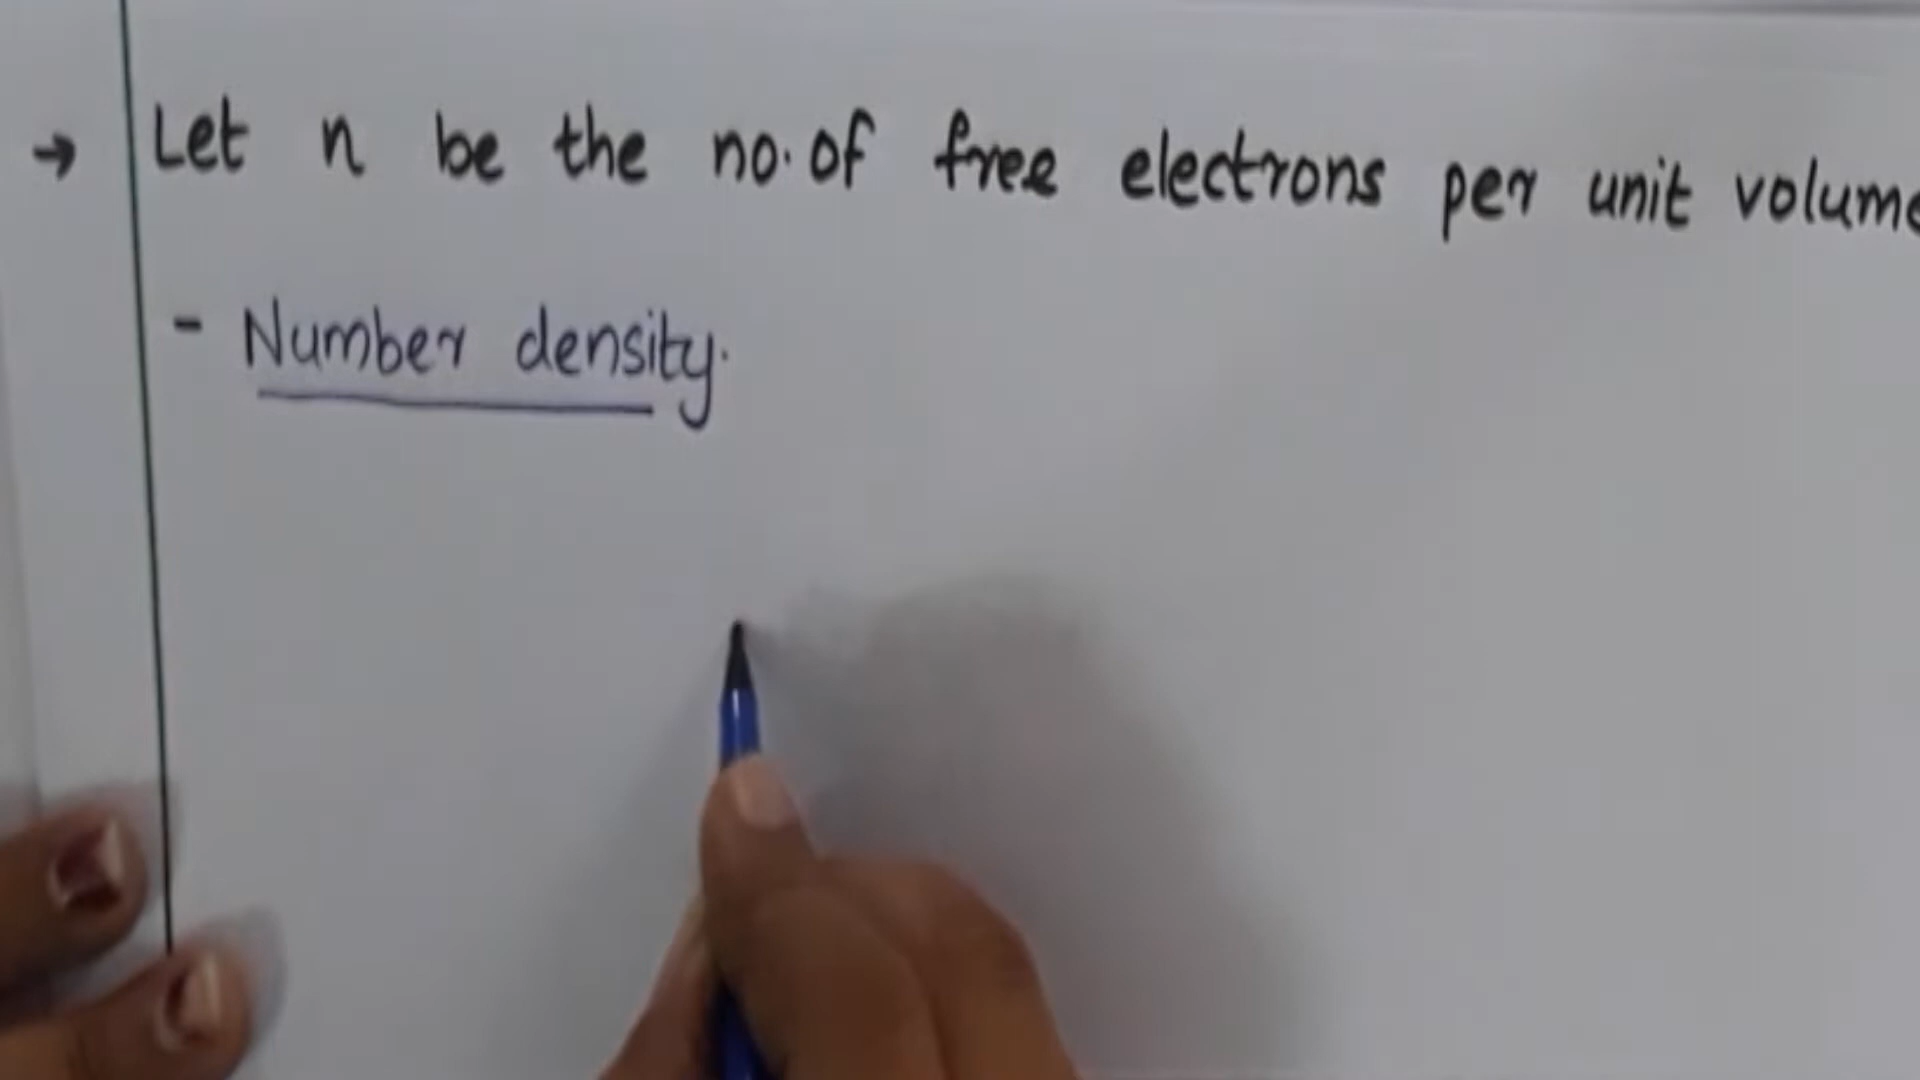 → Let n be the no. of free electrons per unit volume
- Number density.